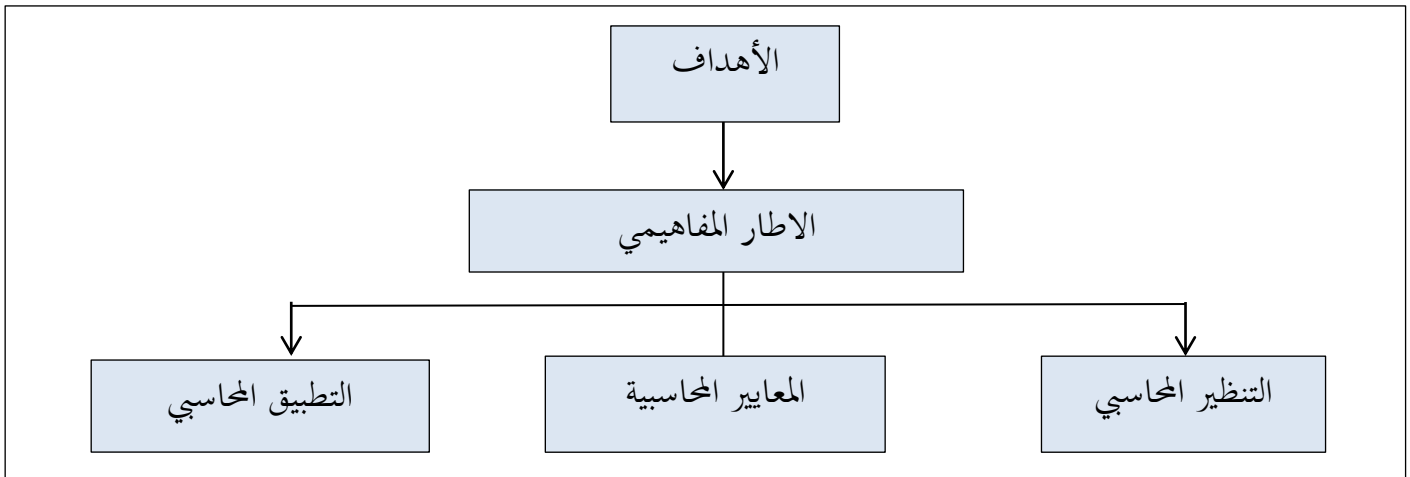 الأهداف
الاطار المفاهيمي
التنظير المحاسبي
المعايير المحاسبية
التطبيق المحاسبي